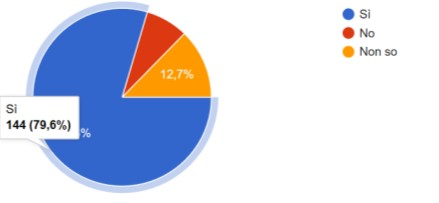 Sì
No
Non so
12,7%
Sì
144 (79,6%)
%